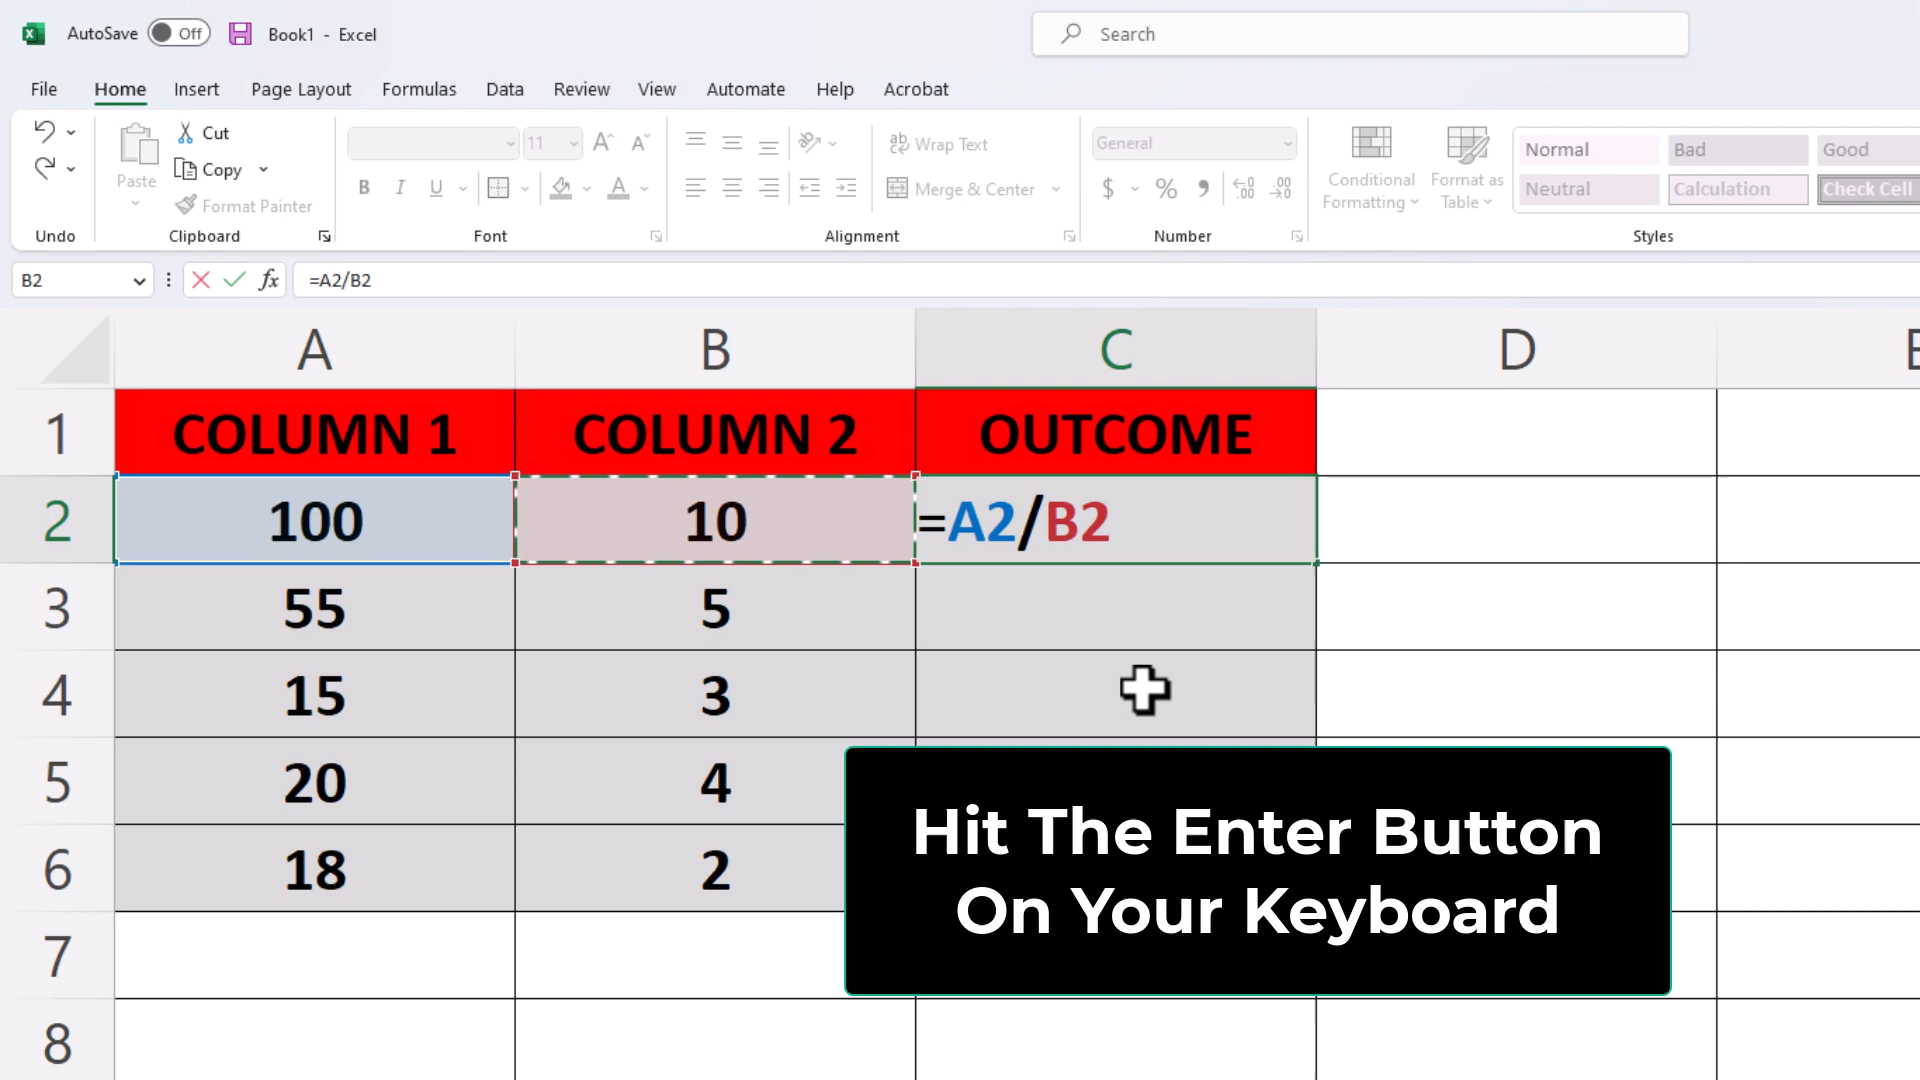 AutoSave Off Book1 - Excel Search
File Home Insert Page Layout Formulas Data Review View Automate Help Acrobat
Cut
Copy
Paste
Format Painter
Undo
Clipboard
11
B I U
A
Font
ab
Wrap Text
Merge & Center
Alignment
General
$ % 9
Number
Conditional
Formatting
Format as
Table
Normal Bad Good
Neutral Calculation Check Cell
Styles
B2 fx =A2/B2
A B C D E
1 COLUMN 1 COLUMN 2 OUTCOME
2 100 10 =A2/B2
3 55 5
4 15 3
5 20 4
6 18 2
7
8
Hit The Enter Button
On Your Keyboard